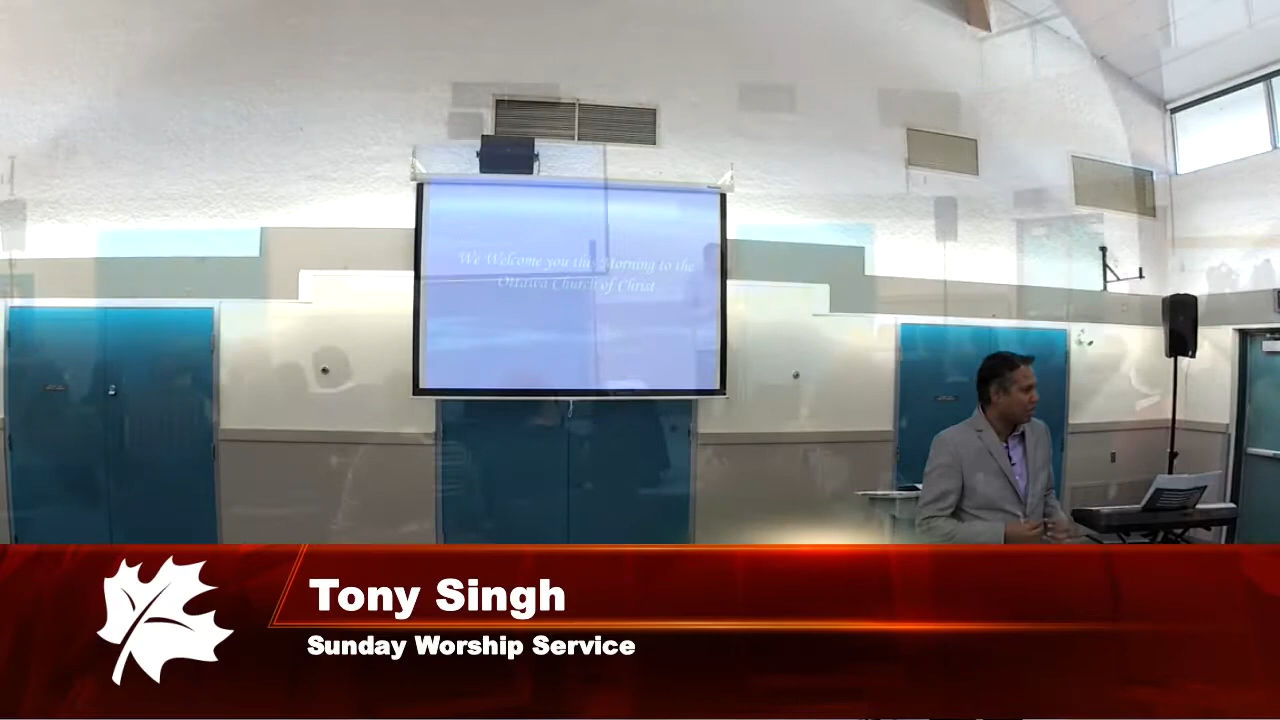 We Welcome you this Morning to the
Ottawa Church of Christ
Tony Singh
Sunday Worship Service